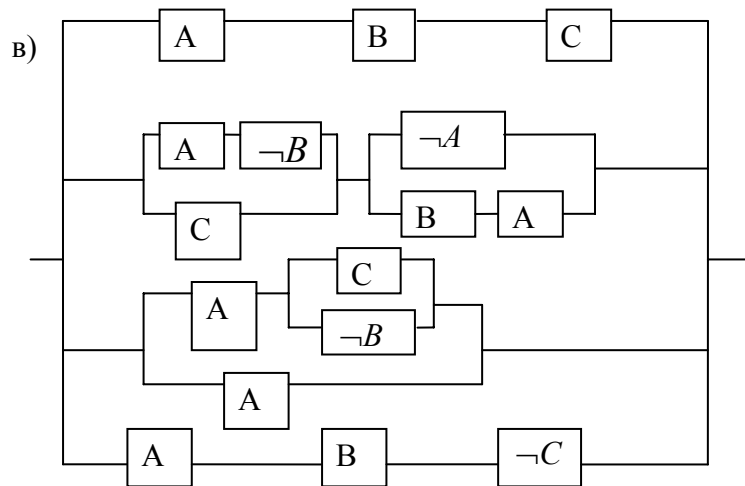 в)
A B C
A ¬B ¬A
C B A
A C
¬B
A
A B ¬C